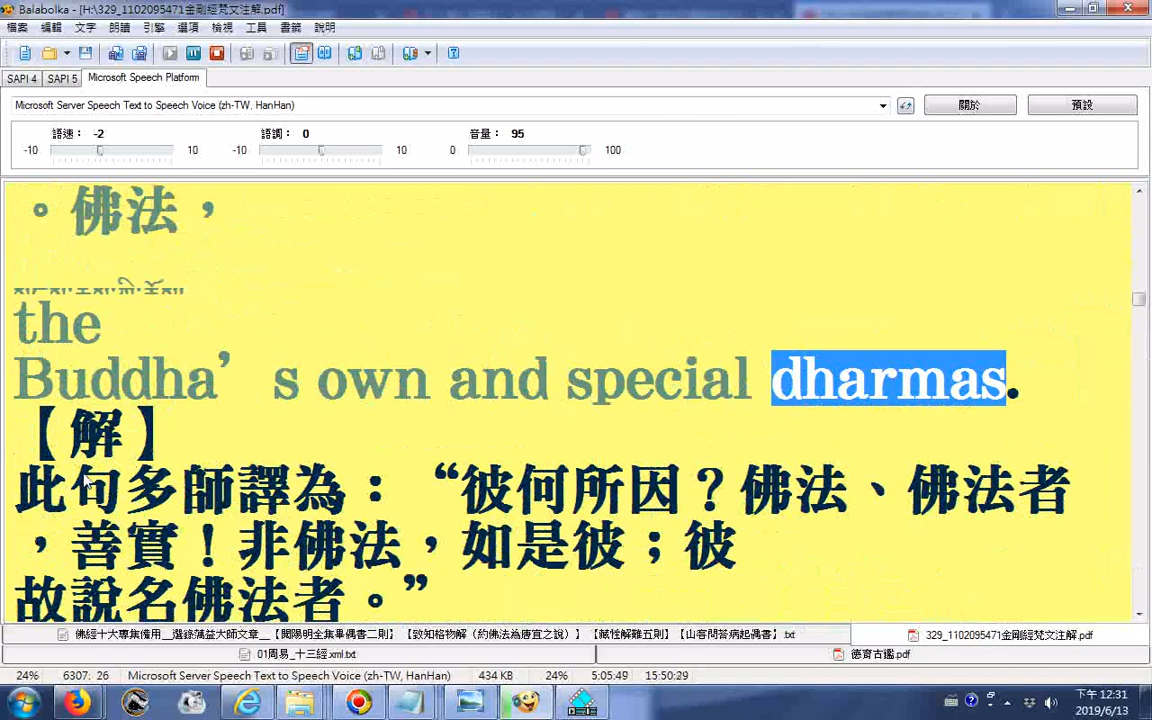 Balabolka - [H:\329_1102095471金剛經梵文注解.pdf]
檔案 編輯 文字 朗讀 引擎 選項 檢視 工具 書籤 說明
SAPI 4 SAPI 5 Microsoft Speech Platform
Microsoft Server Speech Text to Speech Voice (zh-TW, HanHan) 關於 預設
語速： -2 語調： 0 音量： 95
-10 10 -10 10 0 100
。佛法，
the
Buddha’s own and special dharmas.
【解】
此句多師譯為：“彼何所因？佛法、佛法者
，善實！非佛法，如是彼；彼
故說名佛法者。”
佛經十大專集備用__選錄蕅益大師文章__【閱陽明全集畢偶書二則】【致知格物解（約佛法為唐宜之說）】【祴性解難五則】【山客問答病起偶書】.txt 329_1102095471金剛經梵文注解.pdf
01周易_十三經.xml.txt 德育古鑑.pdf
24% 6307: 26 Microsoft Server Speech Text to Speech Voice (zh-TW, HanHan) 434 KB 24% 5:05:49 15:50:29
下午 12:31
2019/6/13